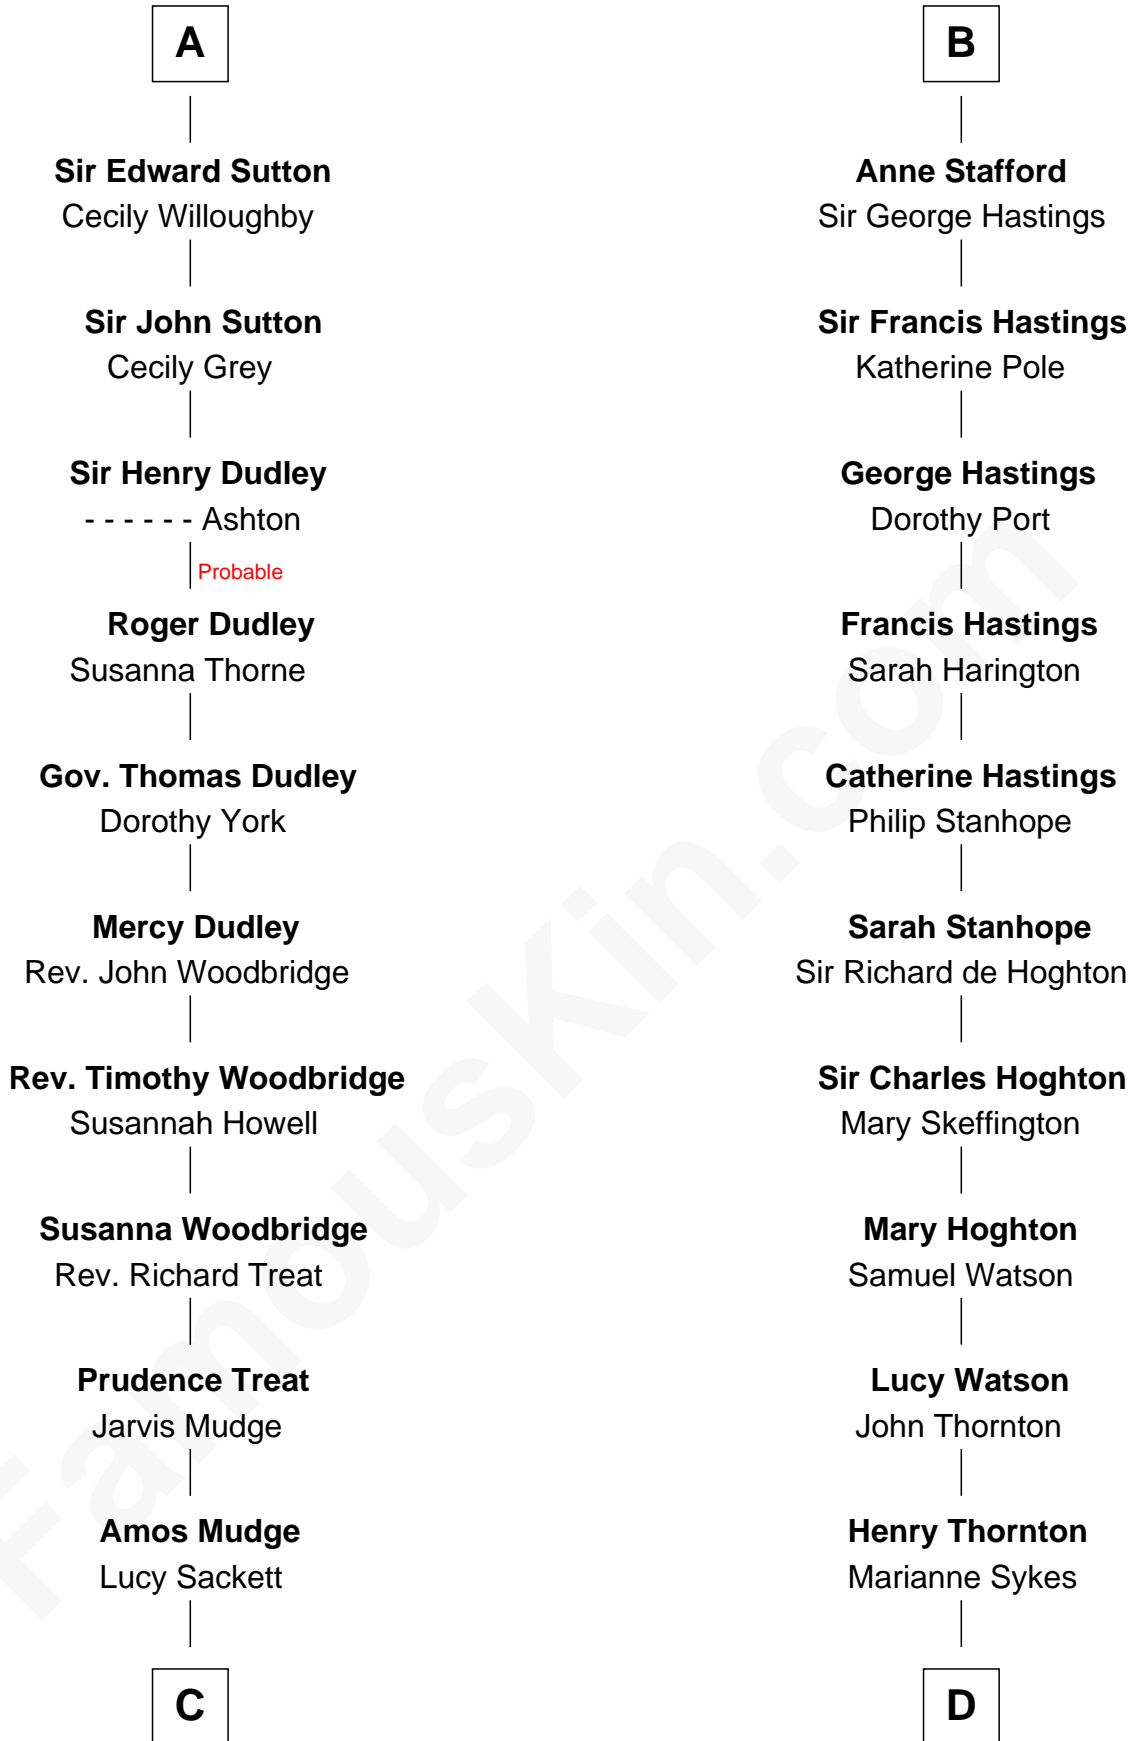 A
Sir Edward Sutton
Cecily Willoughby
Sir John Sutton
Cecily Grey
Sir Henry Dudley
- - - - - - Ashton
Probable
Roger Dudley
Susanna Thorne
Gov. Thomas Dudley
Dorothy York
Mercy Dudley
Rev. John Woodbridge
Rev. Timothy Woodbridge
Susannah Howell
Susanna Woodbridge
Rev. Richard Treat
Prudence Treat
Jarvis Mudge
Amos Mudge
Lucy Sackett
C
B
Anne Stafford
Sir George Hastings
Sir Francis Hastings
Katherine Pole
George Hastings
Dorothy Port
Francis Hastings
Sarah Harington
Catherine Hastings
Philip Stanhope
Sarah Stanhope
Sir Richard de Hoghton
Sir Charles Hoghton
Mary Skeffington
Mary Hoghton
Samuel Watson
Lucy Watson
John Thornton
Henry Thornton
Marianne Sykes
D
FamousKin.com